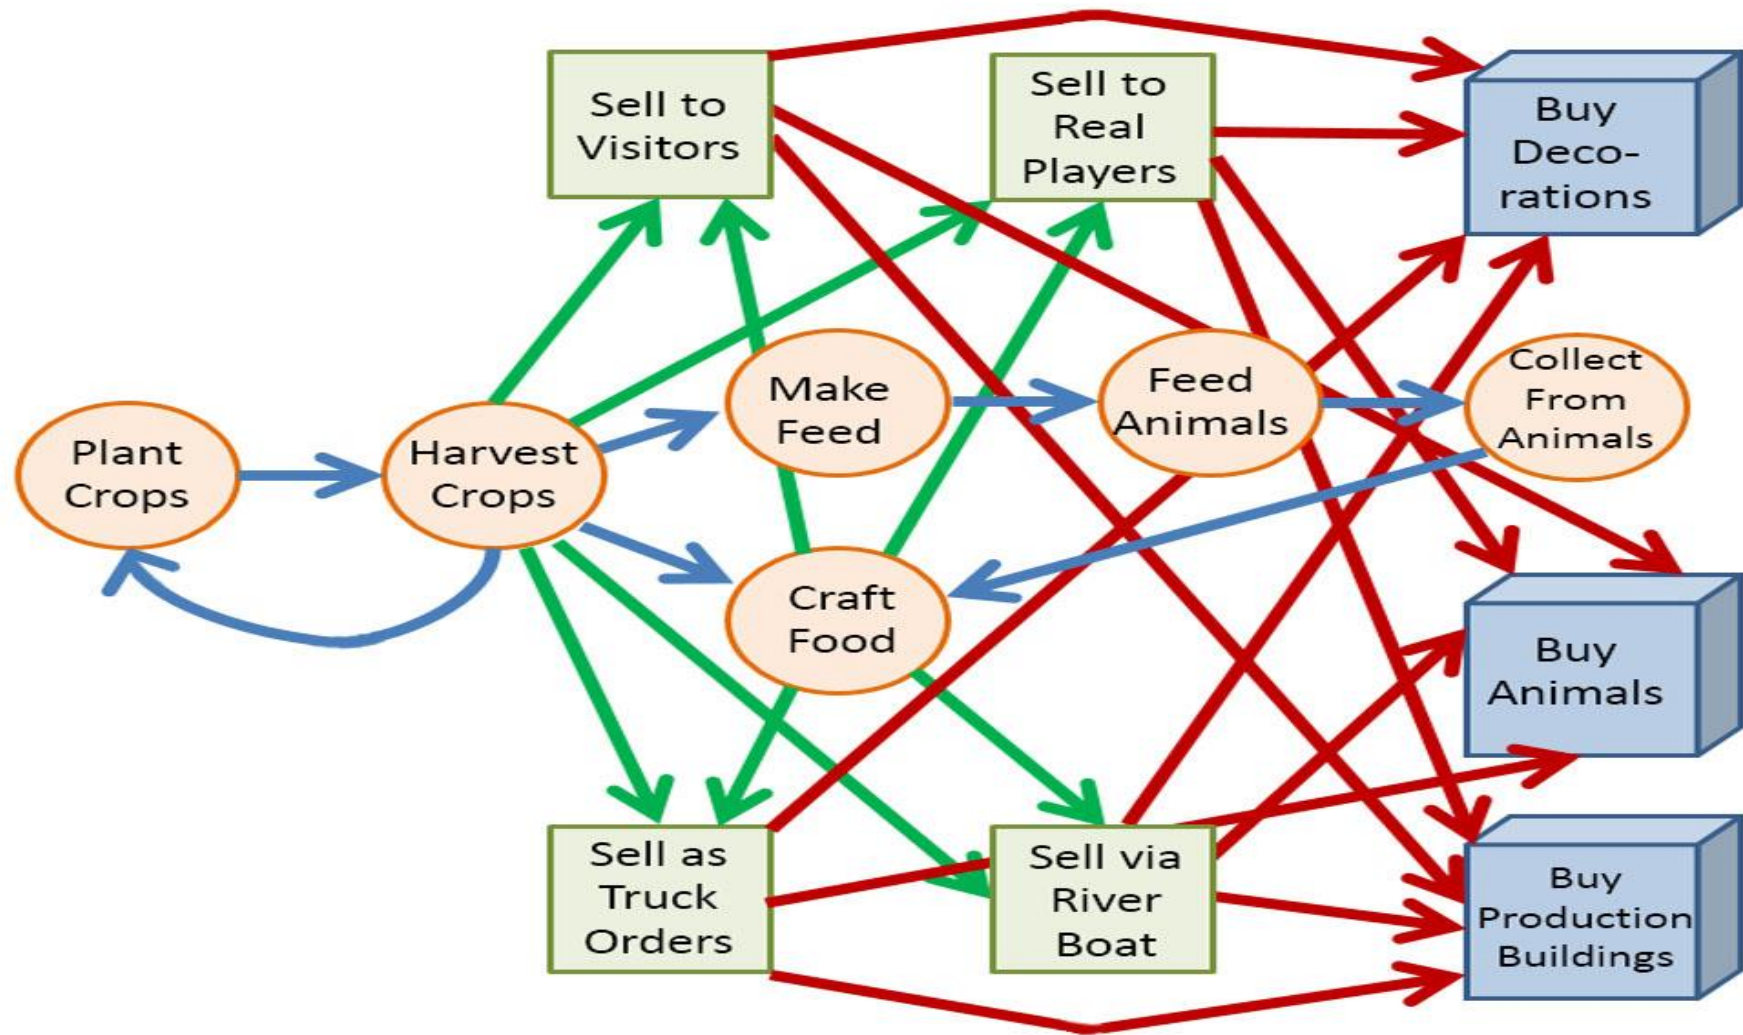 Sell to
Visitors
Sell to
Real
Players
Buy
Deco-
rations
Plant
Crops
Harvest
Crops
Make
Feed
Feed
Animals
Collect
From
Animals
Craft
Food
Buy
Animals
Sell as
Truck
Orders
Sell via
River
Boat
Buy
Production
Buildings